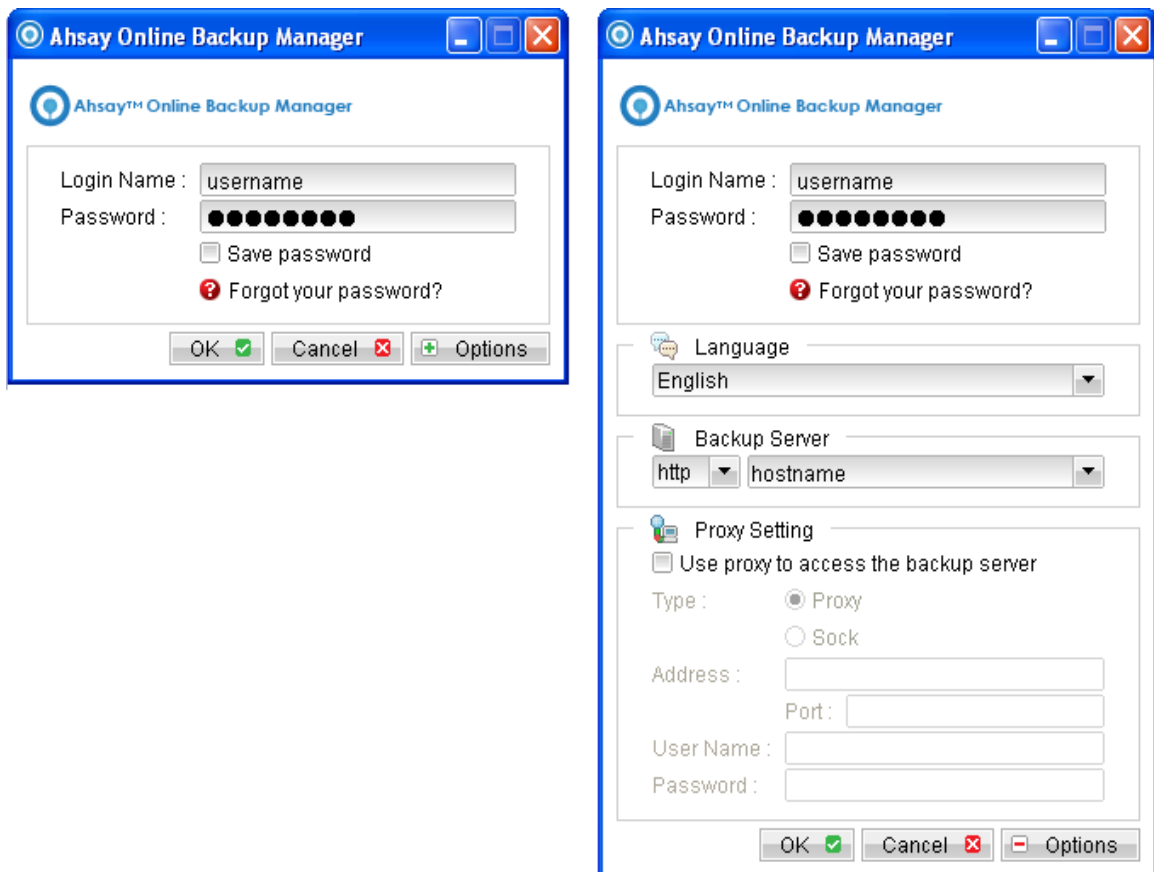 Ahsay Online Backup Manager
Ahsay™ Online Backup Manager
Login Name : username
Password : ●●●●●●●●
Save password
Forgot your password?
OK Cancel Options
Ahsay Online Backup Manager
Ahsay™ Online Backup Manager
Login Name : username
Password : ●●●●●●●●
Save password
Forgot your password?
Language
English
Backup Server
http hostname
Proxy Setting
Use proxy to access the backup server
Type : Proxy
Sock
Address :
Port :
User Name :
Password :
OK Cancel Options